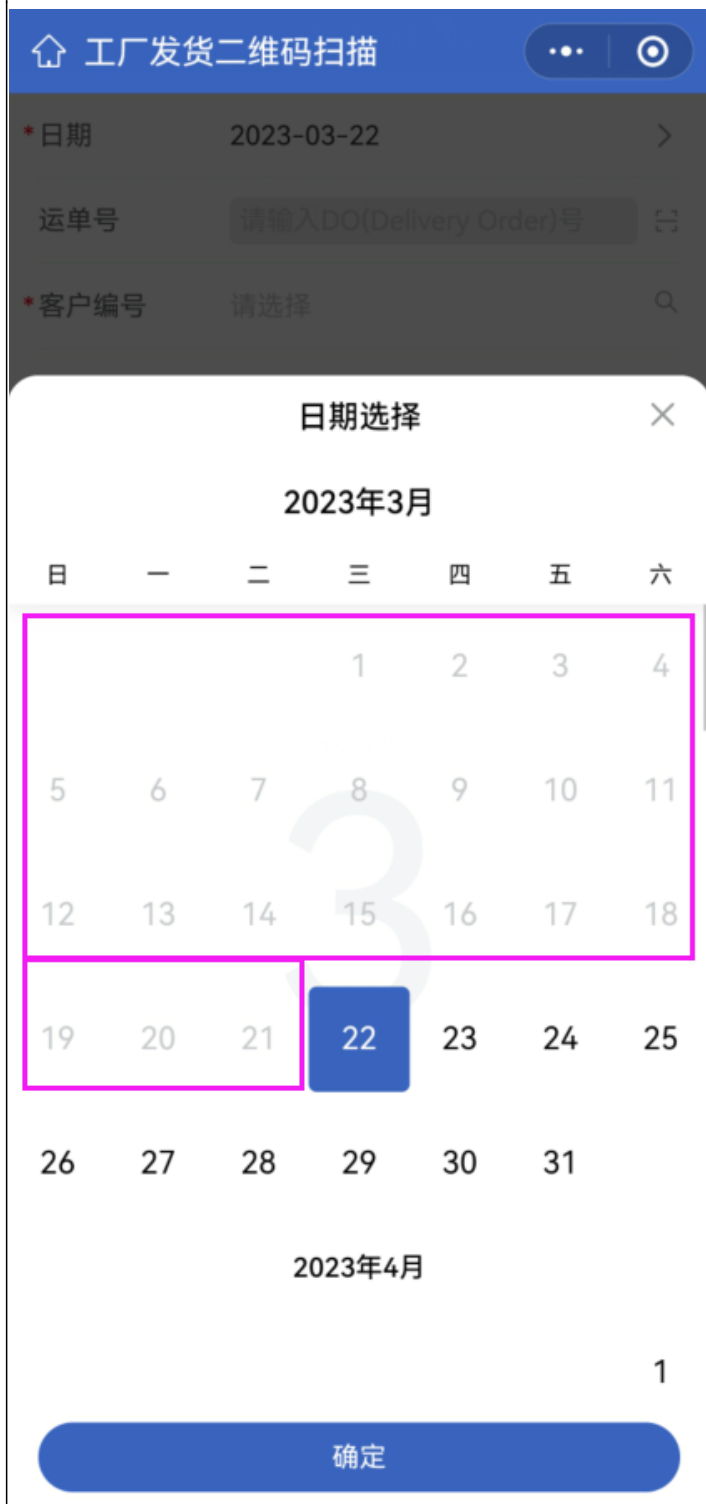 工厂发货二维码扫描
*日期 2023-03-22
运单号 请输入DO(Delivery Order)号
*客户编号 请选择
日期选择
2023年3月
日 一 二 三 四 五 六
3
1 2 3 4
5 6 7 8 9 10 11
12 13 14 15 16 17 18
19 20 21 22 23 24 25
26 27 28 29 30 31
2023年4月
1
确定